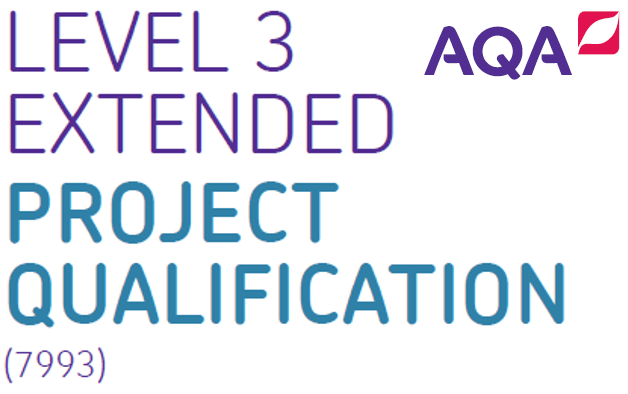 LEVEL 3
AQA
EXTENDED
PROJECT
QUALIFICATION
(7993)